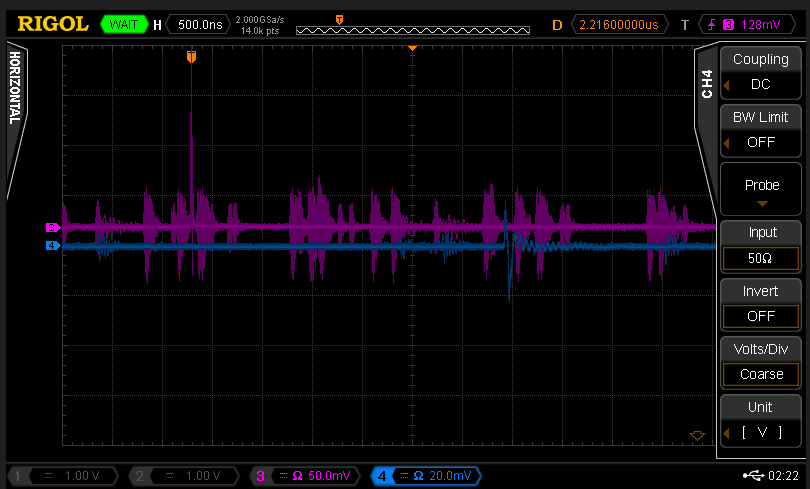 RIGOL WAIT H 500.0ns 2.000GSa/s 14.0k pts T D 2.21600000us T 3 128mV
HORIZONTAL
T
3
4
CH4
Coupling
DC
BW Limit
OFF
Probe
Input
50Ω
Invert
OFF
Volts/Div
Coarse
Unit
[ V ]
1 = 1.00 V 2 = 1.00 V 3 = Ω 50.0mV 4 = Ω 20.0mV 02:22